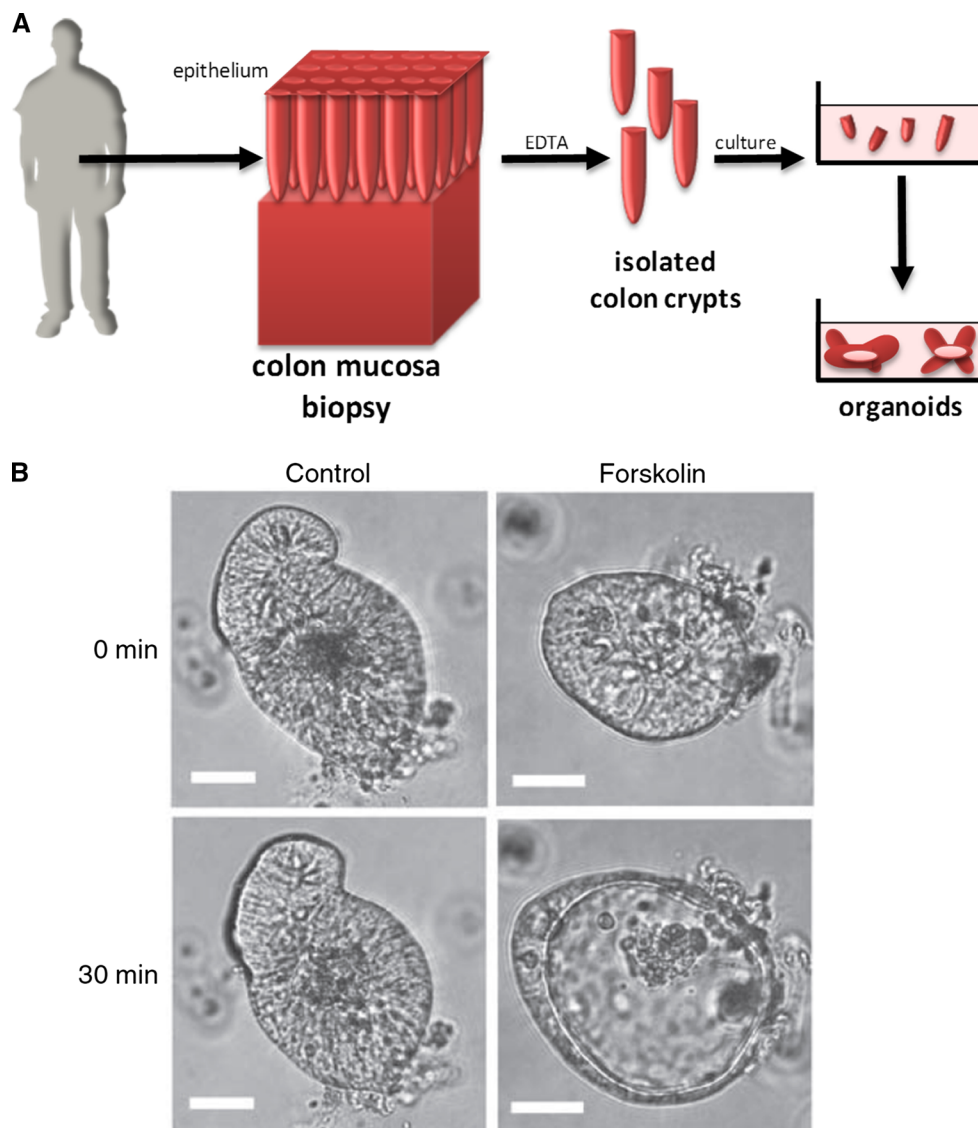 A
epithelium
EDTA
culture
isolated
colon crypts
colon mucosa
biopsy
organoids
B
Control
Forskolin
0 min
30 min